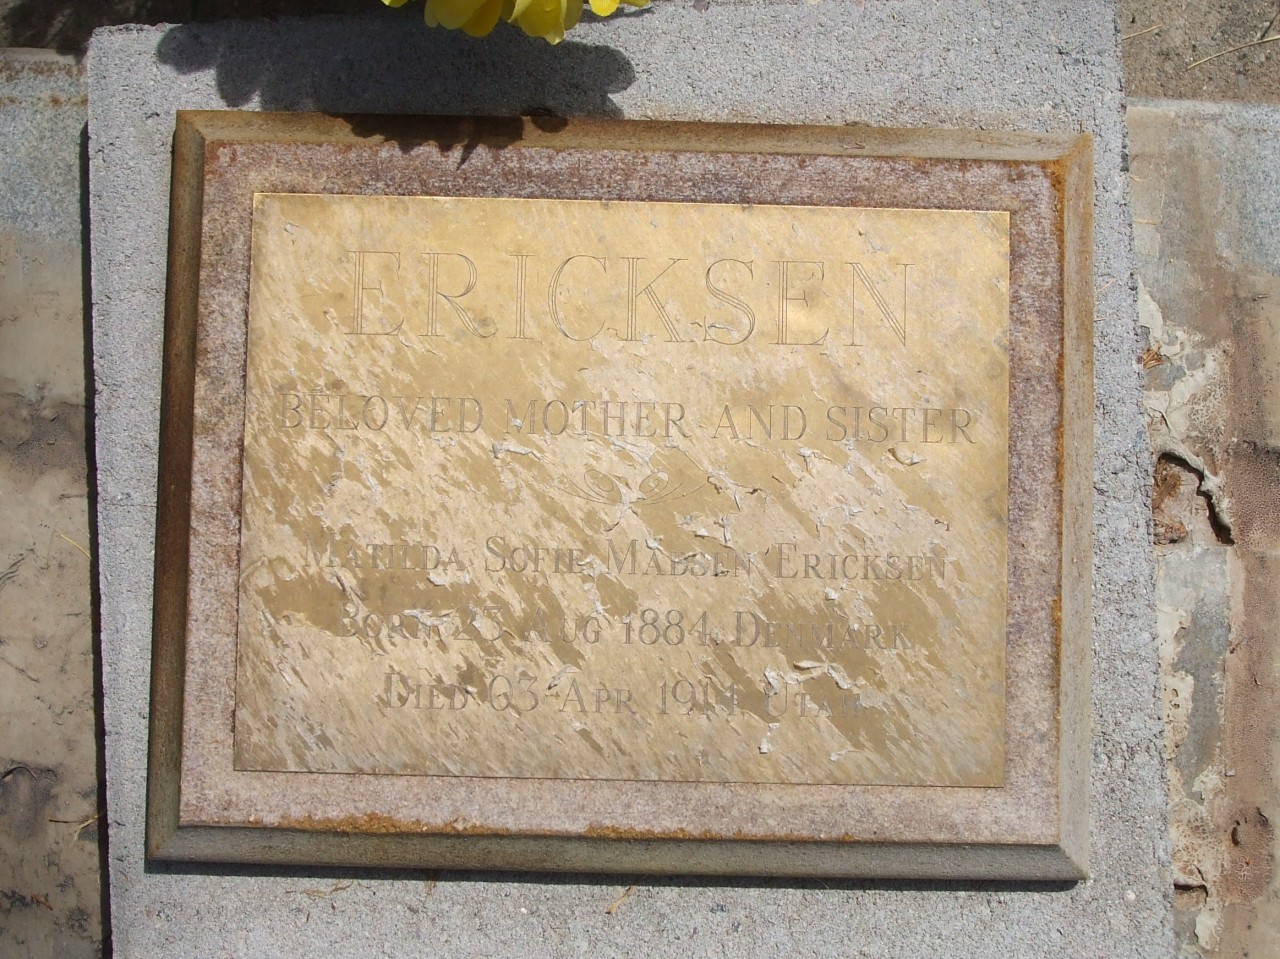 ERICKSEN
BELOVED MOTHER AND SISTER
MATILDA SOFIE MADSEN ERICKSEN
BORN 23 AUG 1884 DENMARK
DIED 03 APR 1911 UTAH